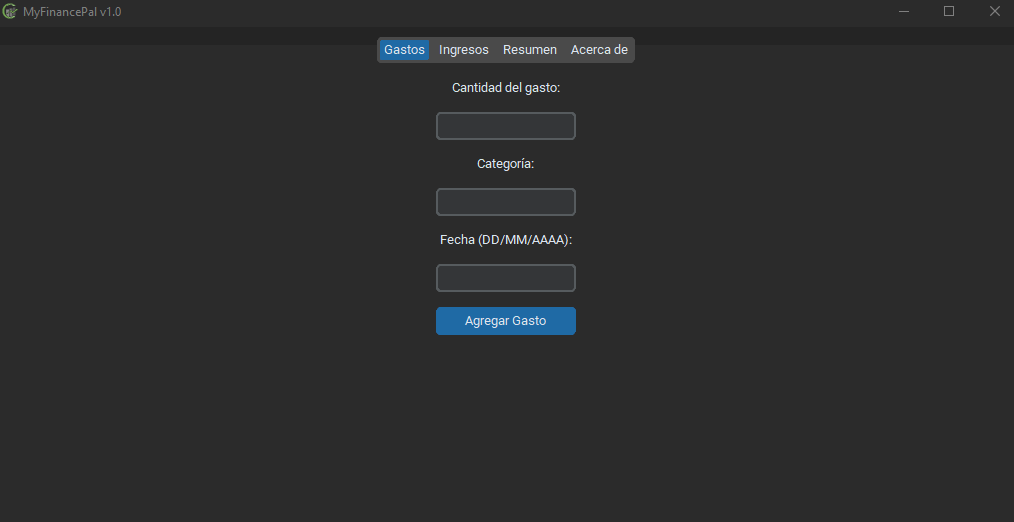 MyFinancePal v1.0
Gastos Ingresos Resumen Acerca de
Cantidad del gasto:
Categoría:
Fecha (DD/MM/AAAA):
Agregar Gasto